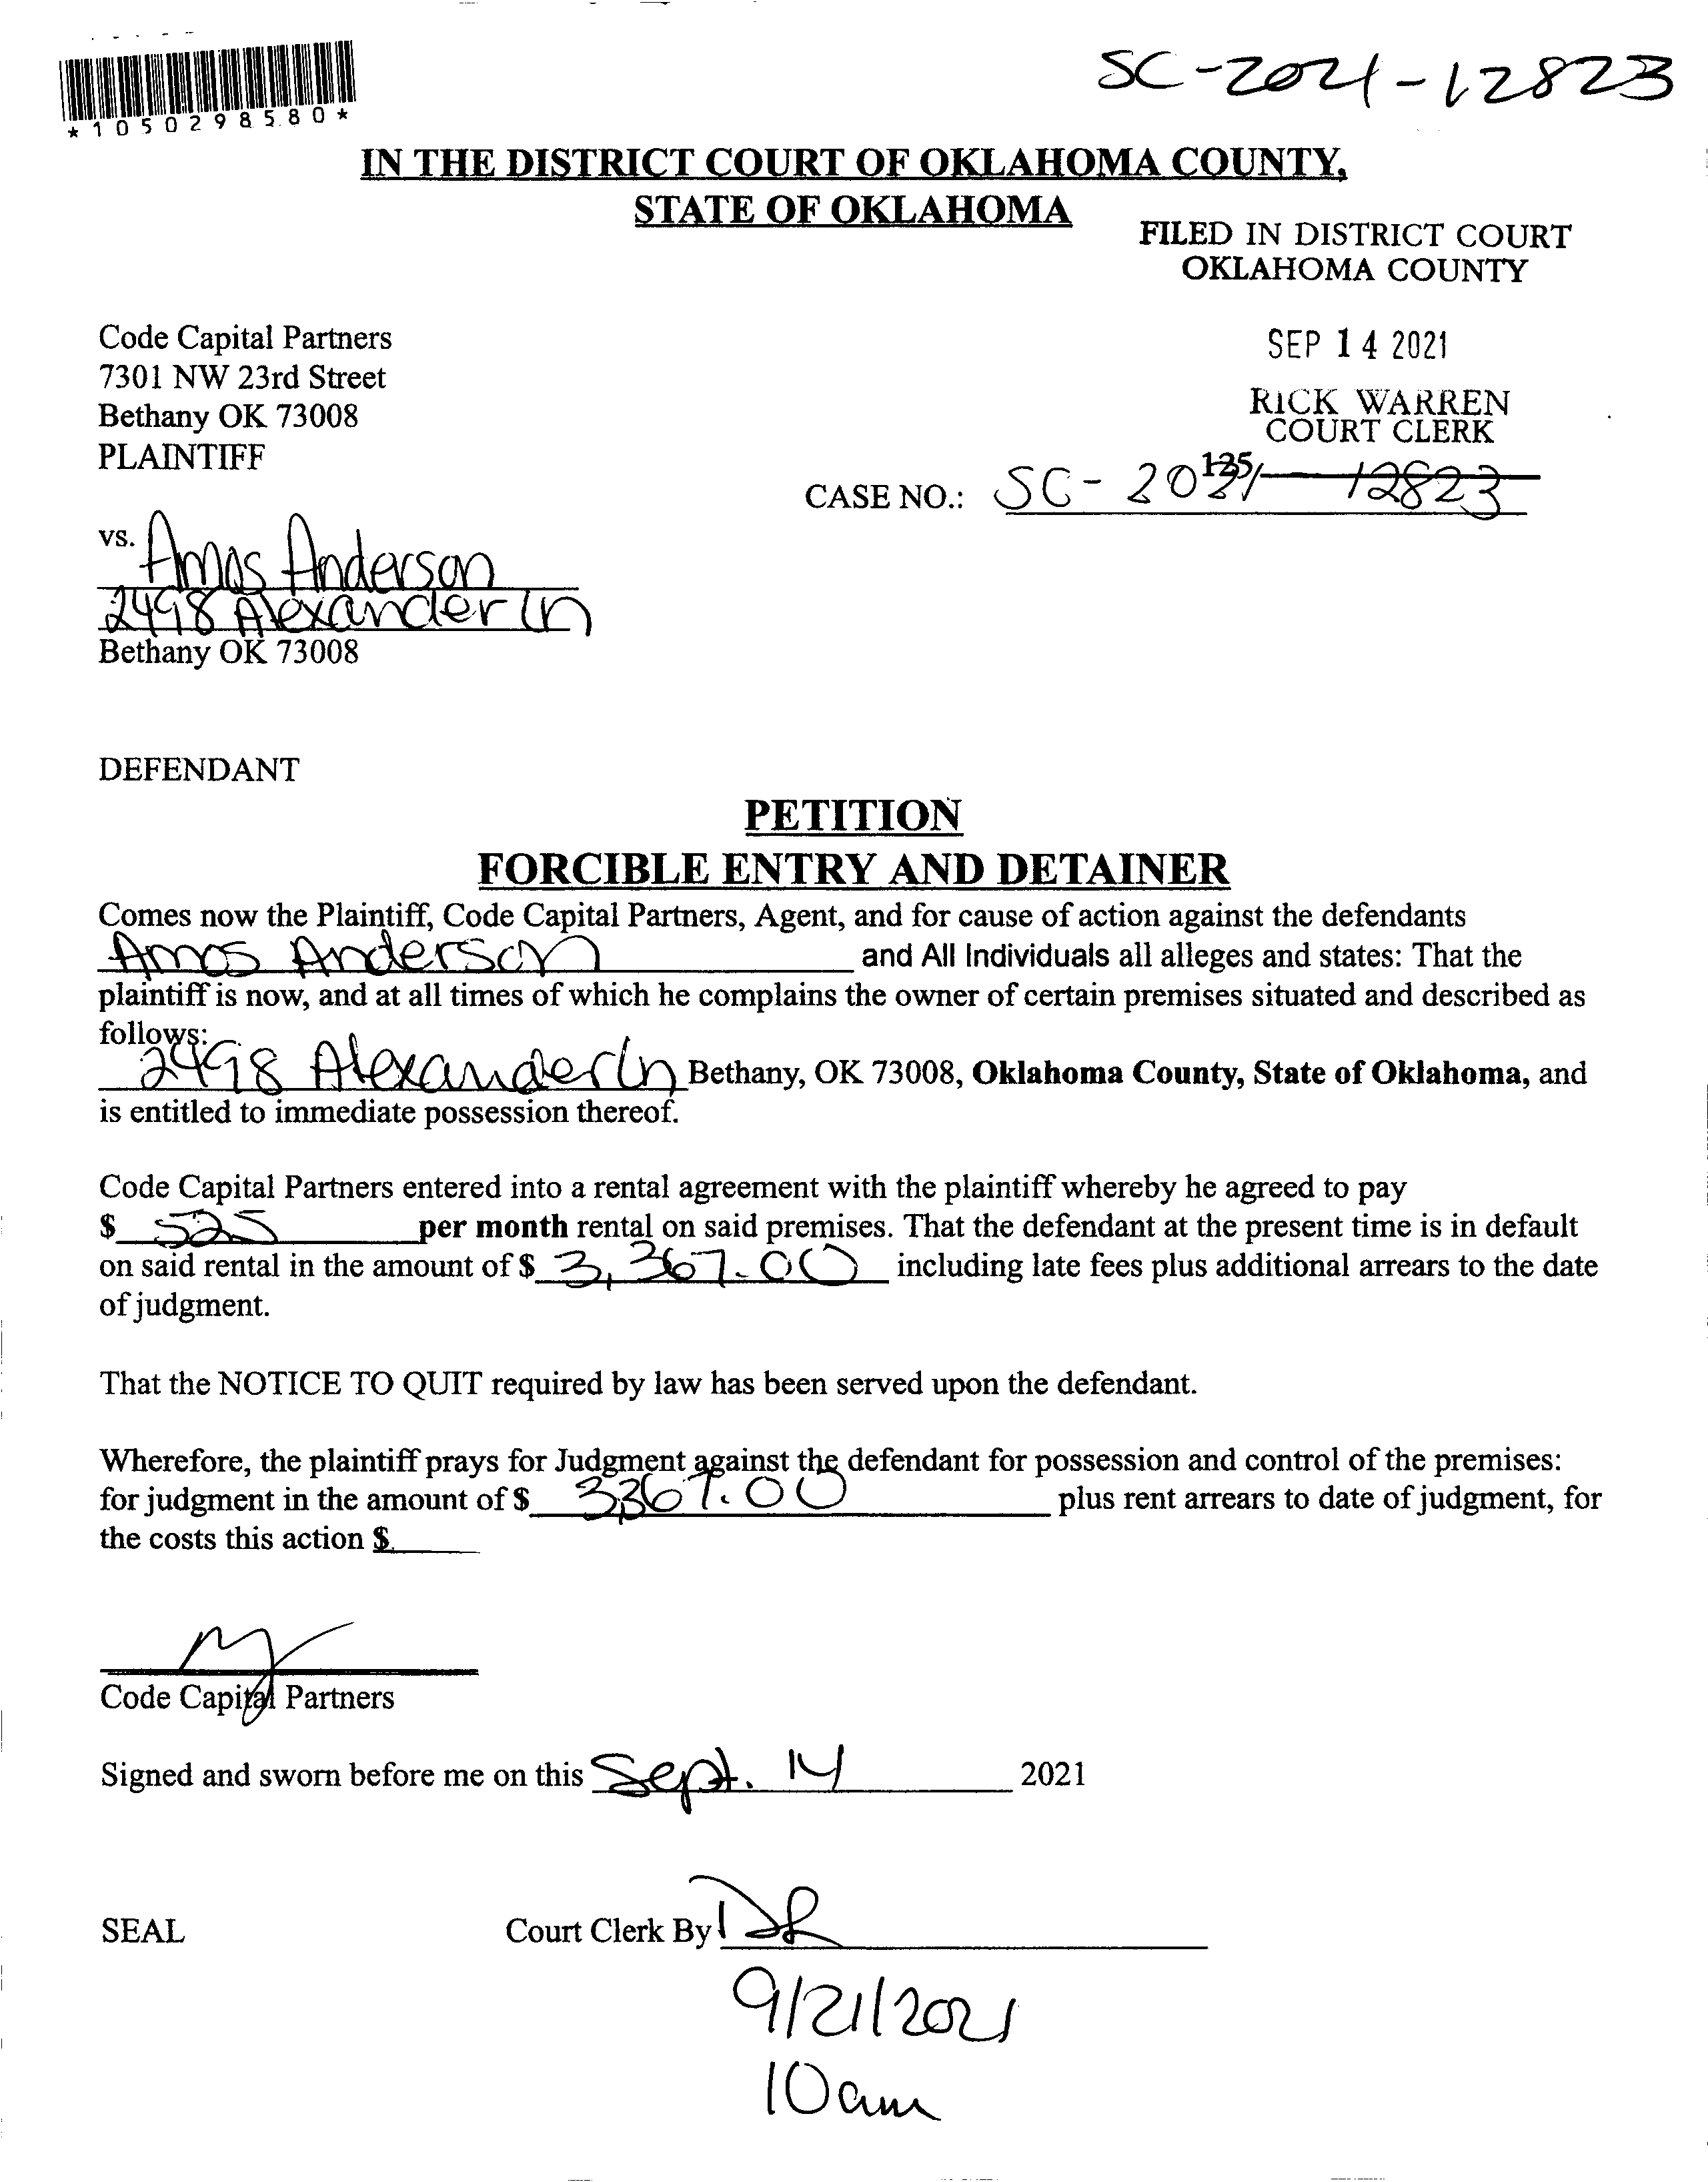 *1050298580*
SC-2021-12823
IN THE DISTRICT COURT OF OKLAHOMA COUNTY,
STATE OF OKLAHOMA
FILED IN DISTRICT COURT
OKLAHOMA COUNTY
SEP 14 2021
RICK WARREN
COURT CLERK
125
Code Capital Partners
7301 NW 23rd Street
Bethany OK 73008
PLAINTIFF
CASE NO.: SC-2021-12823
vs. Amos Anderson
2498 Alexander Ln
Bethany OK 73008
DEFENDANT
PETITION
FORCIBLE ENTRY AND DETAINER
Comes now the Plaintiff, Code Capital Partners, Agent, and for cause of action against the defendants
Amos Anderson and All Individuals all alleges and states: That the
plaintiff is now, and at all times of which he complains the owner of certain premises situated and described as
follows:
2498 Alexander Ln Bethany, OK 73008, Oklahoma County, State of Oklahoma, and
is entitled to immediate possession thereof.
Code Capital Partners entered into a rental agreement with the plaintiff whereby he agreed to pay
$ 525 per month rental on said premises. That the defendant at the present time is in default
on said rental in the amount of $ 3,367.00 including late fees plus additional arrears to the date
of judgment.
That the NOTICE TO QUIT required by law has been served upon the defendant.
Wherefore, the plaintiff prays for Judgment against the defendant for possession and control of the premises:
for judgment in the amount of $ 3,367.00 plus rent arrears to date of judgment, for
the costs this action $
Code Capital Partners
Signed and sworn before me on this Sept. 14 2021
SEAL
Court Clerk By
9/21/2021
10am